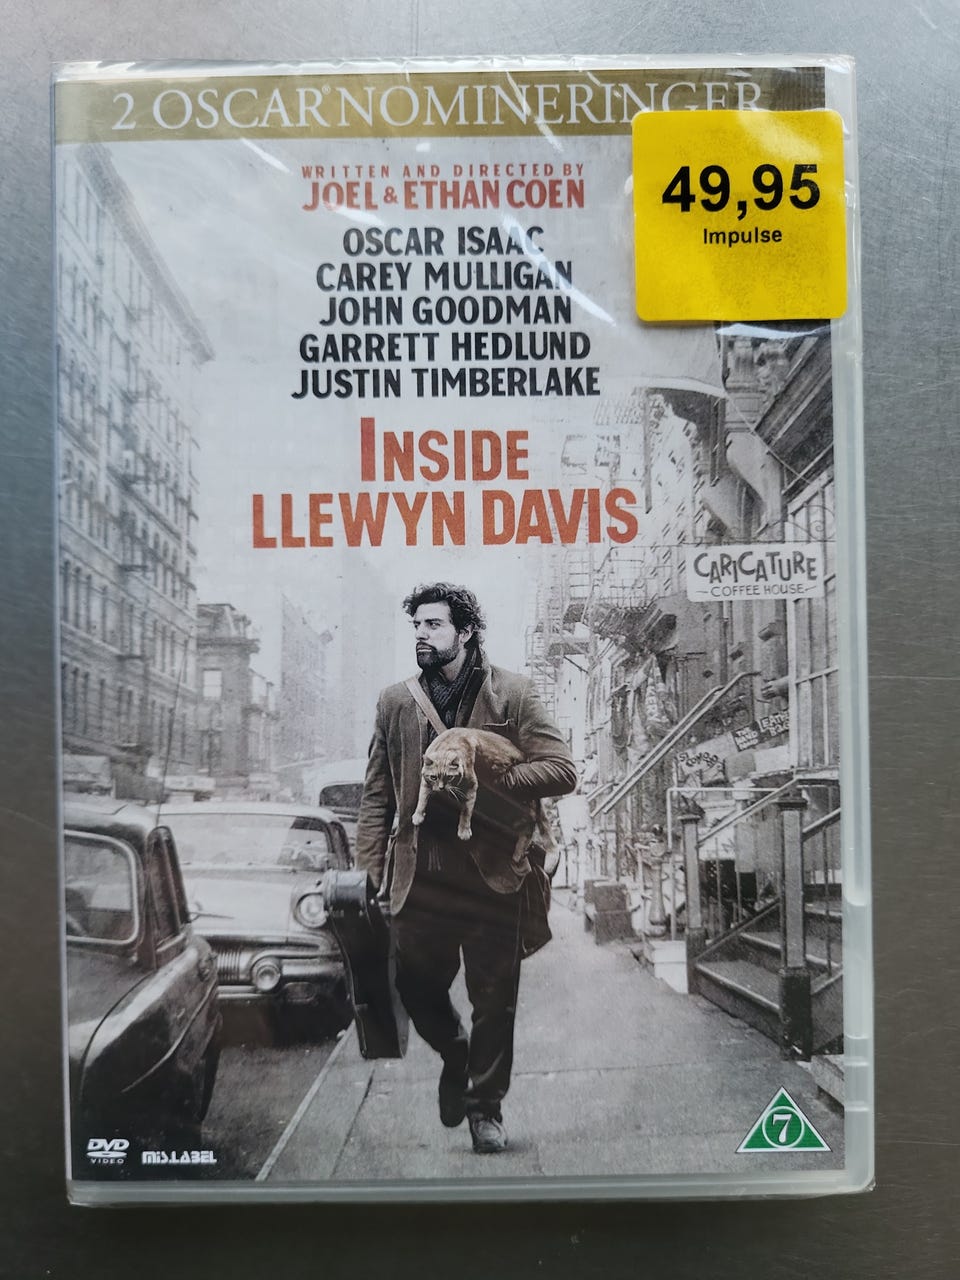 2 OSCAR® NOMINERINGER
49,95
Impulse
WRITTEN AND DIRECTED BY
JOEL & ETHAN COEN
OSCAR ISAAC
CAREY MULLIGAN
JOHN GOODMAN
GARRETT HEDLUND
JUSTIN TIMBERLAKE
INSIDE
LLEWYN DAVIS
CARICATURE
COFFEE HOUSE
7
DVD
VIDEO
MIS.LABEL